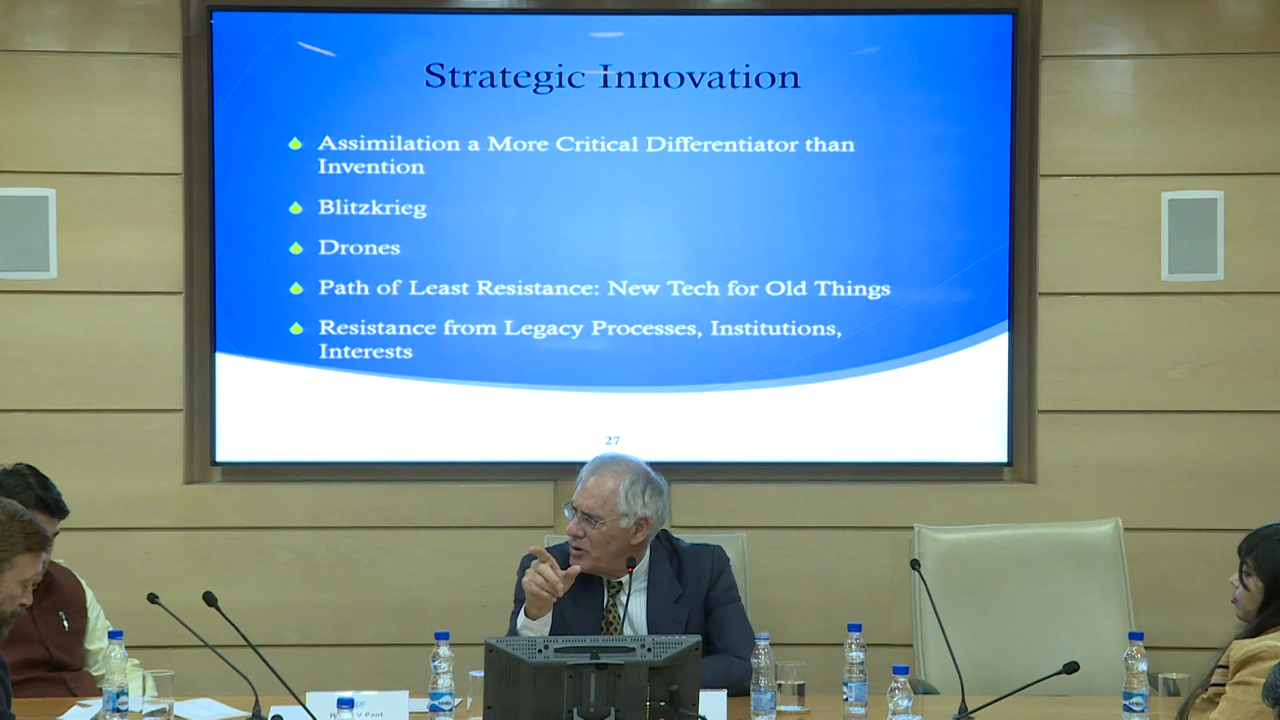 Strategic Innovation
Assimilation a More Critical Differentiator than
Invention
Blitzkrieg
Drones
Path of Least Resistance: New Tech for Old Things
Resistance from Legacy Processes, Institutions,
Interests
27
V Pant